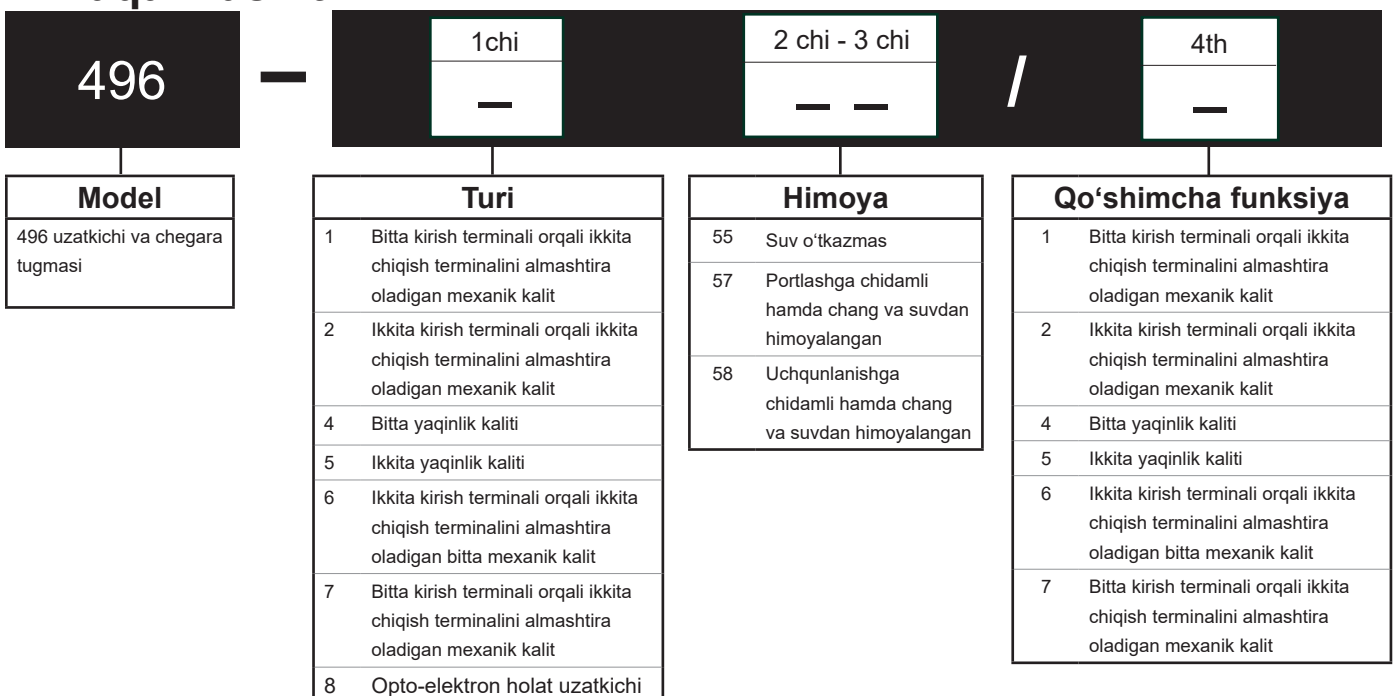 496 –
1chi
–
2 chi - 3 chi
– –
/
4th
–
Model
496 uzatkichi va chegara
tugmasi
Turi
1 Bitta kirish terminali orqali ikkita
chiqish terminalini almashtira
oladigan mexanik kalit
2 Ikkita kirish terminali orqali ikkita
chiqish terminalini almashtira
oladigan mexanik kalit
4 Bitta yaqinlik kaliti
5 Ikkita yaqinlik kaliti
6 Ikkita kirish terminali orqali ikkita
chiqish terminalini almashtira
oladigan bitta mexanik kalit
7 Bitta kirish terminali orqali ikkita
chiqish terminalini almashtira
oladigan mexanik kalit
8 Opto-elektron holat uzatkichi
Himoya
55 Suv o‘tkazmas
57 Portlashga chidamli
hamda chang va suvdan
himoyalangan
58 Uchqunlanishga
chidamli hamda chang
va suvdan himoyalangan
Qo‘shimcha funksiya
1 Bitta kirish terminali orqali ikkita
chiqish terminalini almashtira
oladigan mexanik kalit
2 Ikkita kirish terminali orqali ikkita
chiqish terminalini almashtira
oladigan mexanik kalit
4 Bitta yaqinlik kaliti
5 Ikkita yaqinlik kaliti
6 Ikkita kirish terminali orqali ikkita
chiqish terminalini almashtira
oladigan bitta mexanik kalit
7 Bitta kirish terminali orqali ikkita
chiqish terminalini almashtira
oladigan mexanik kalit